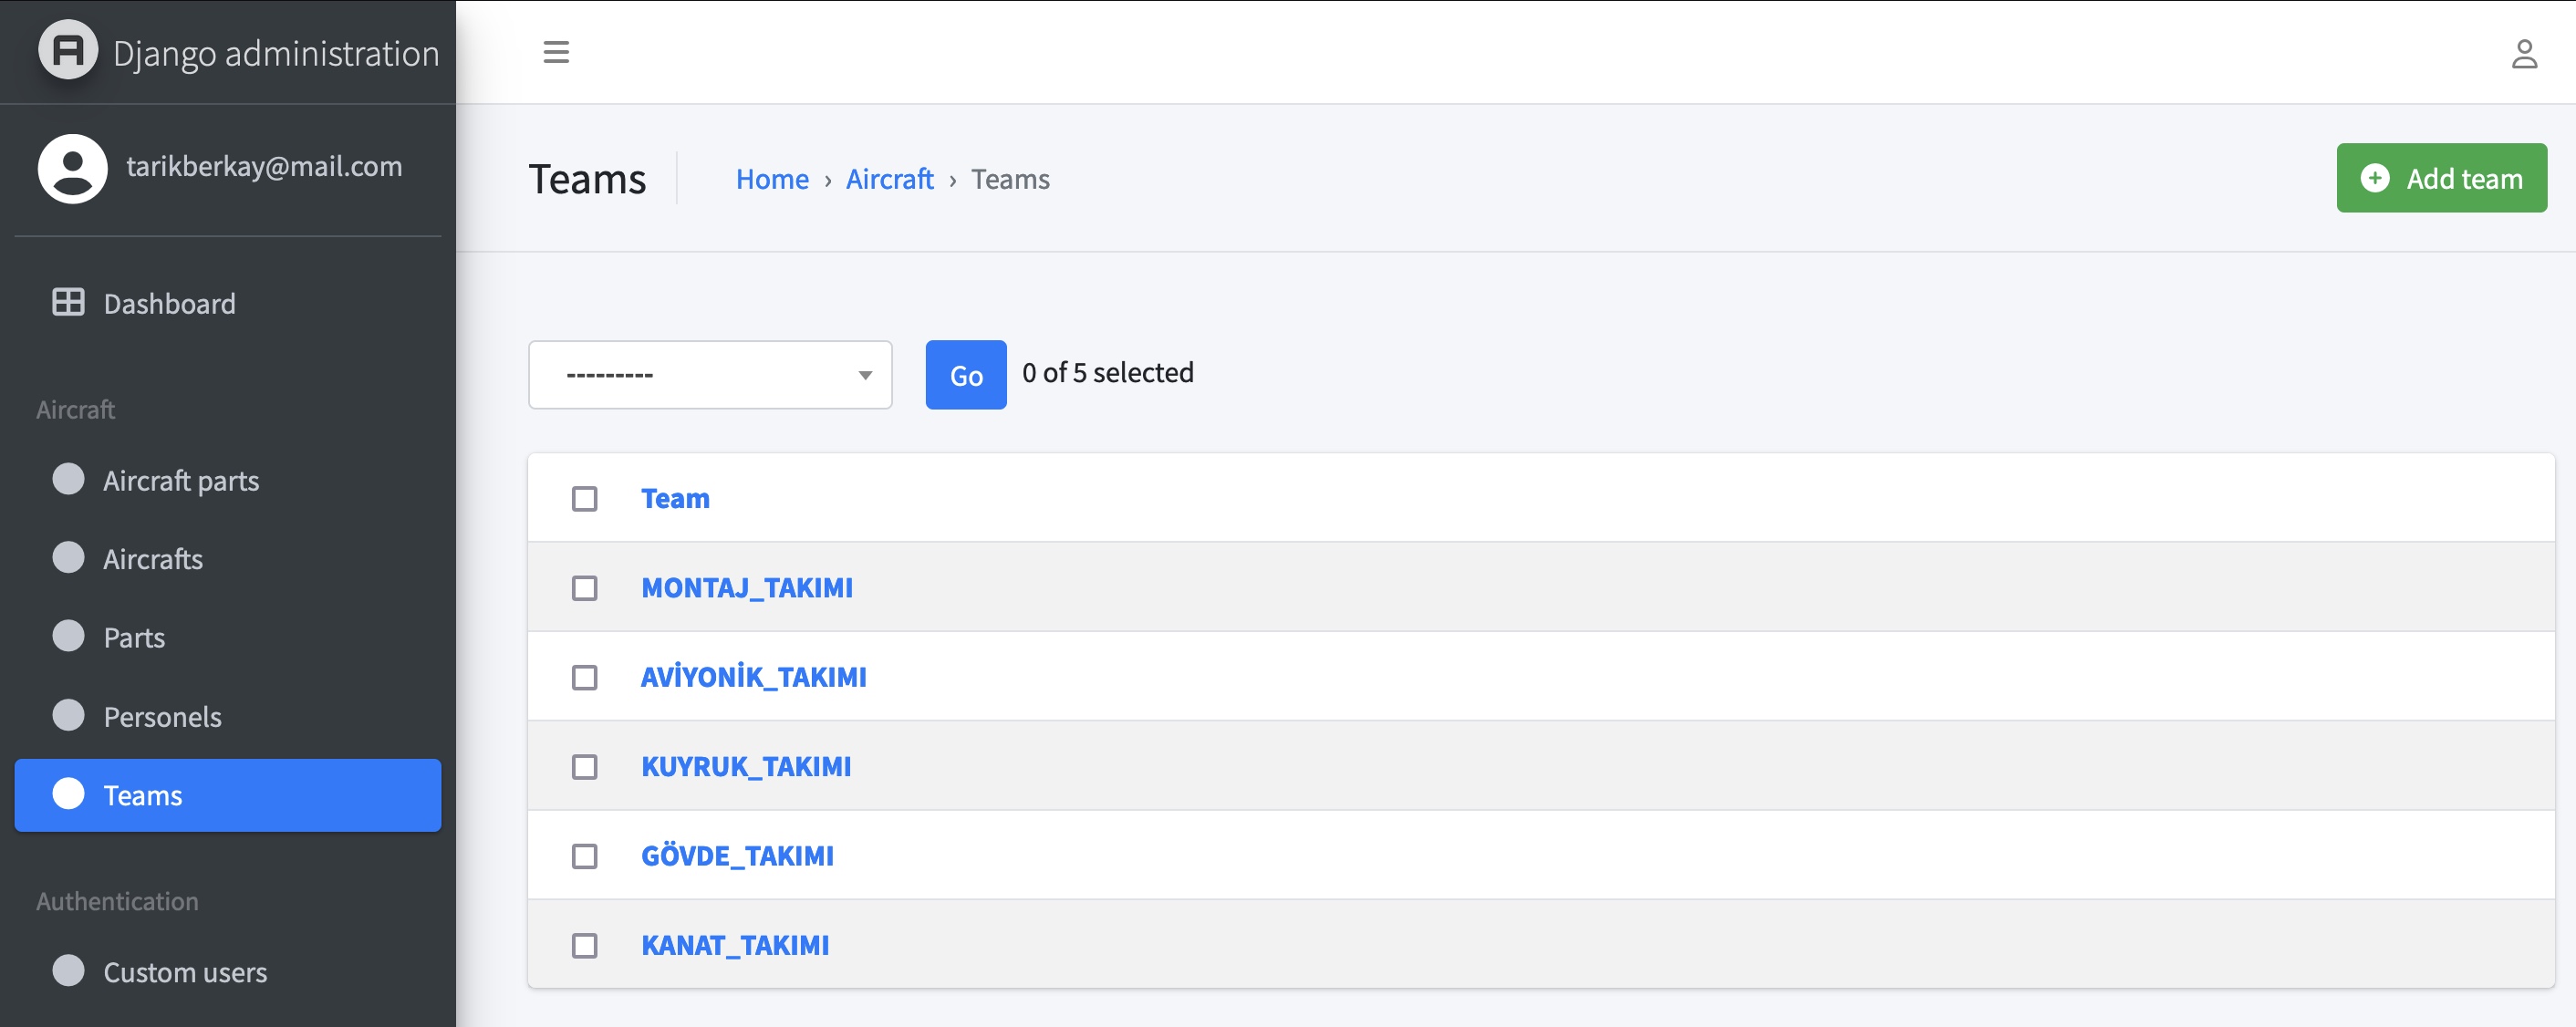 Django administration
tarikberkay@mail.com
Dashboard
Aircraft
Aircraft parts
Aircrafts
Parts
Personels
Teams
Authentication
Custom users
Teams
Home › Aircraft › Teams
Add team
---------
Go
0 of 5 selected
Team
MONTAJ_TAKIMI
AVİYONİK_TAKIMI
KUYRUK_TAKIMI
GÖVDE_TAKIMI
KANAT_TAKIMI